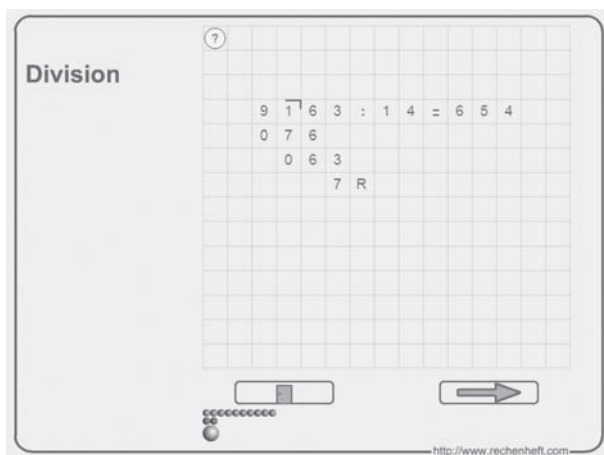 ?
Division
9 1 6 3 : 1 4 = 6 5 4
0 7 6
0 6 3
7 R
http://www.rechenheft.com